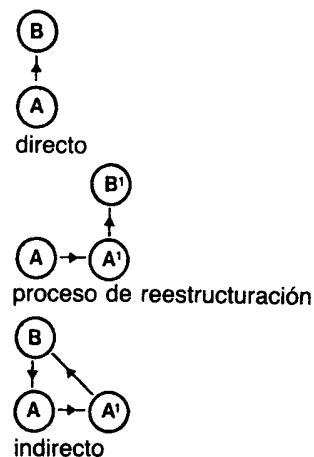 B
A
directo
B¹
A A¹
proceso de reestructuración
B
A A¹
indirecto